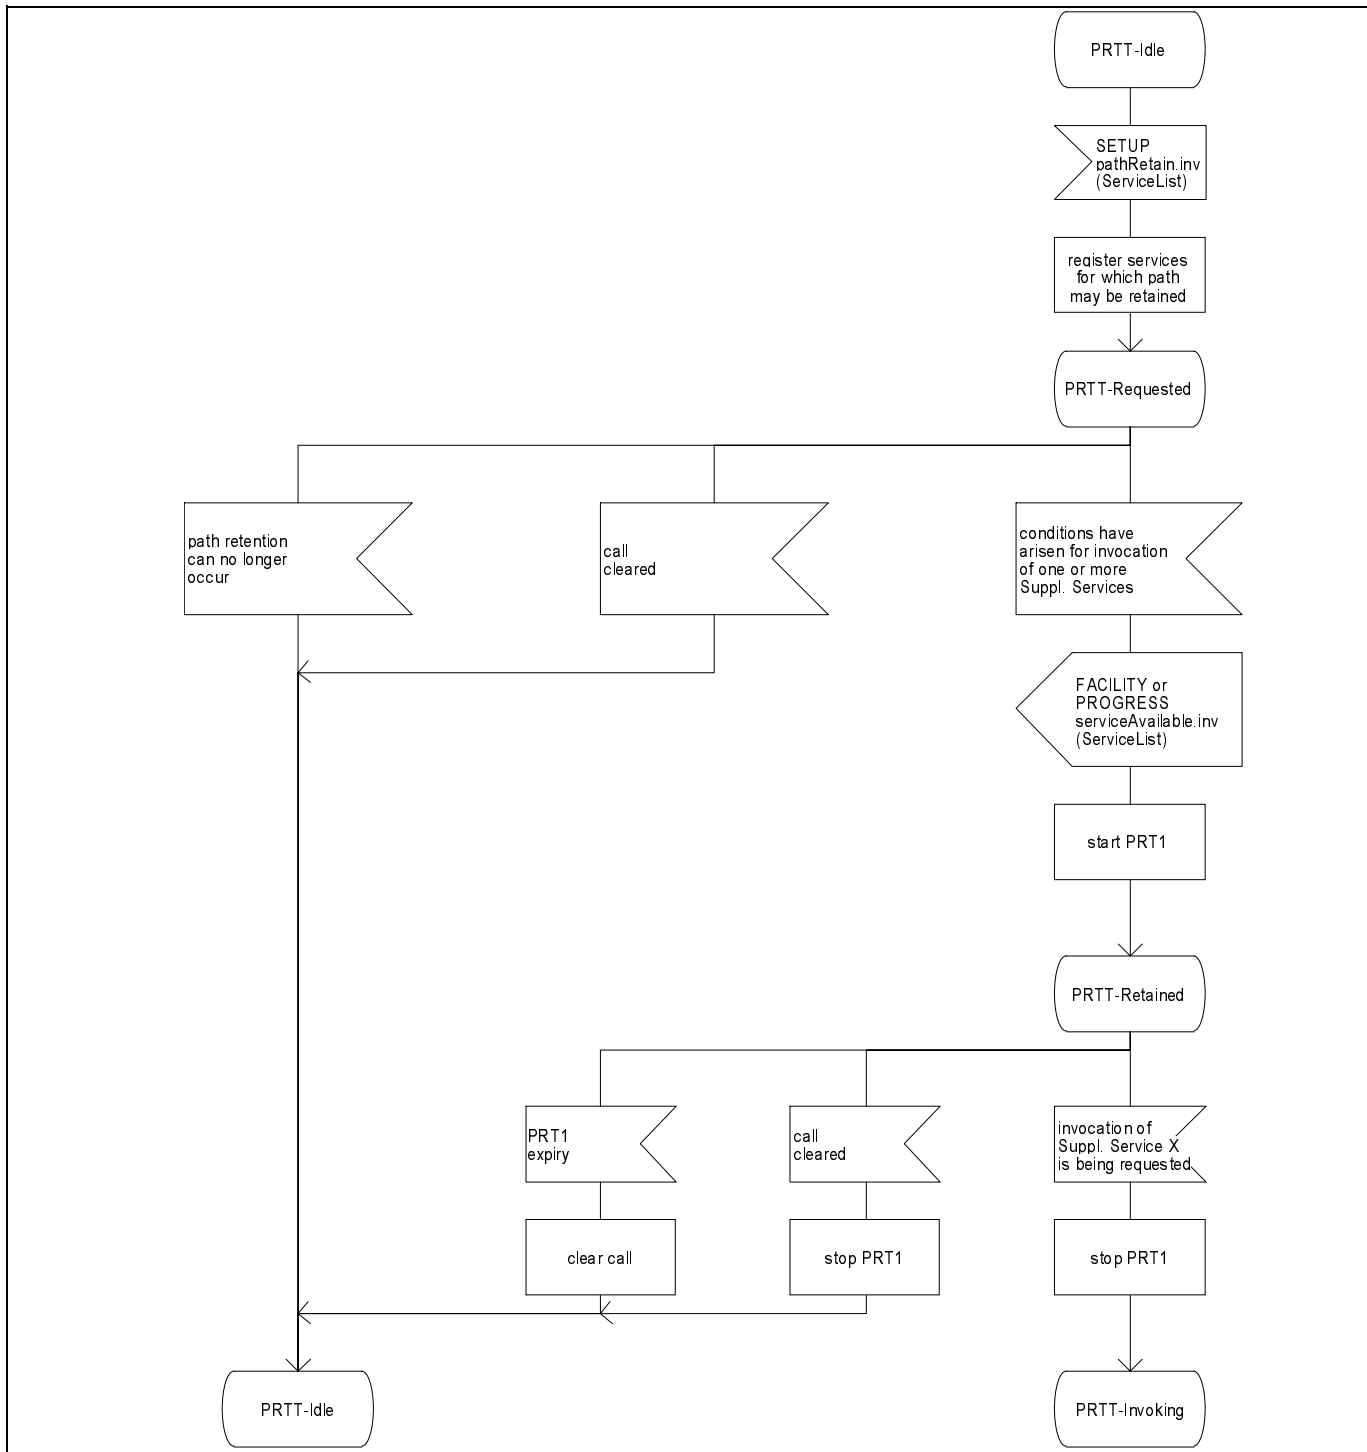 PRTT-Idle
SETUP
pathRetain.inv
(ServiceList)
register services
for which path
may be retained
PRTT-Requested
path retention
can no longer
occur
call
cleared
conditions have
arisen for invocation
of one or more
Suppl. Services
FACILITY or
PROGRESS
serviceAvailable.inv
(ServiceList)
start PRT1
PRTT-Retained
PRT1
expiry
call
cleared
invocation of
Suppl. Service X
is being requested
clear call
stop PRT1
stop PRT1
PRTT-Idle
PRTT-Invoking